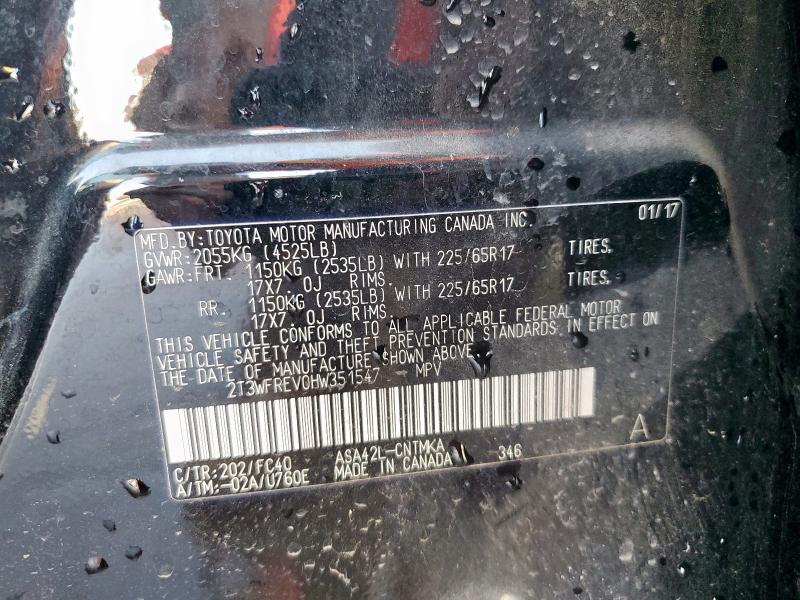 MFD.BY:TOYOTA MOTOR MANUFACTURING CANADA INC. 01/17
GVWR:2055KG (4525LB)
GAWR:FRT. 1150KG (2535LB) WITH 225/65R17 TIRES,
17X7.0J RIMS.
RR. 1150KG (2535LB) WITH 225/65R17 TIRES,
17X7.0J RIMS.
THIS VEHICLE CONFORMS TO ALL APPLICABLE FEDERAL MOTOR
VEHICLE SAFETY AND THEFT PREVENTION STANDARDS IN EFFECT ON
THE DATE OF MANUFACTURE SHOWN ABOVE.
2T3WFREV0HW351547 MPV
C/TR:202/FC40 ASA42L-CNTMKA 346
A/TM:-02A/U760E MADE IN CANADA A